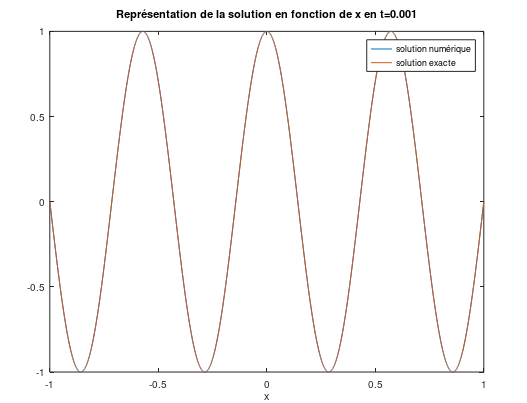 Représentation de la solution en fonction de x en t=0.001
solution numérique
solution exacte
1
0.5
0
-0.5
-1
-1
-0.5
0
0.5
1
x